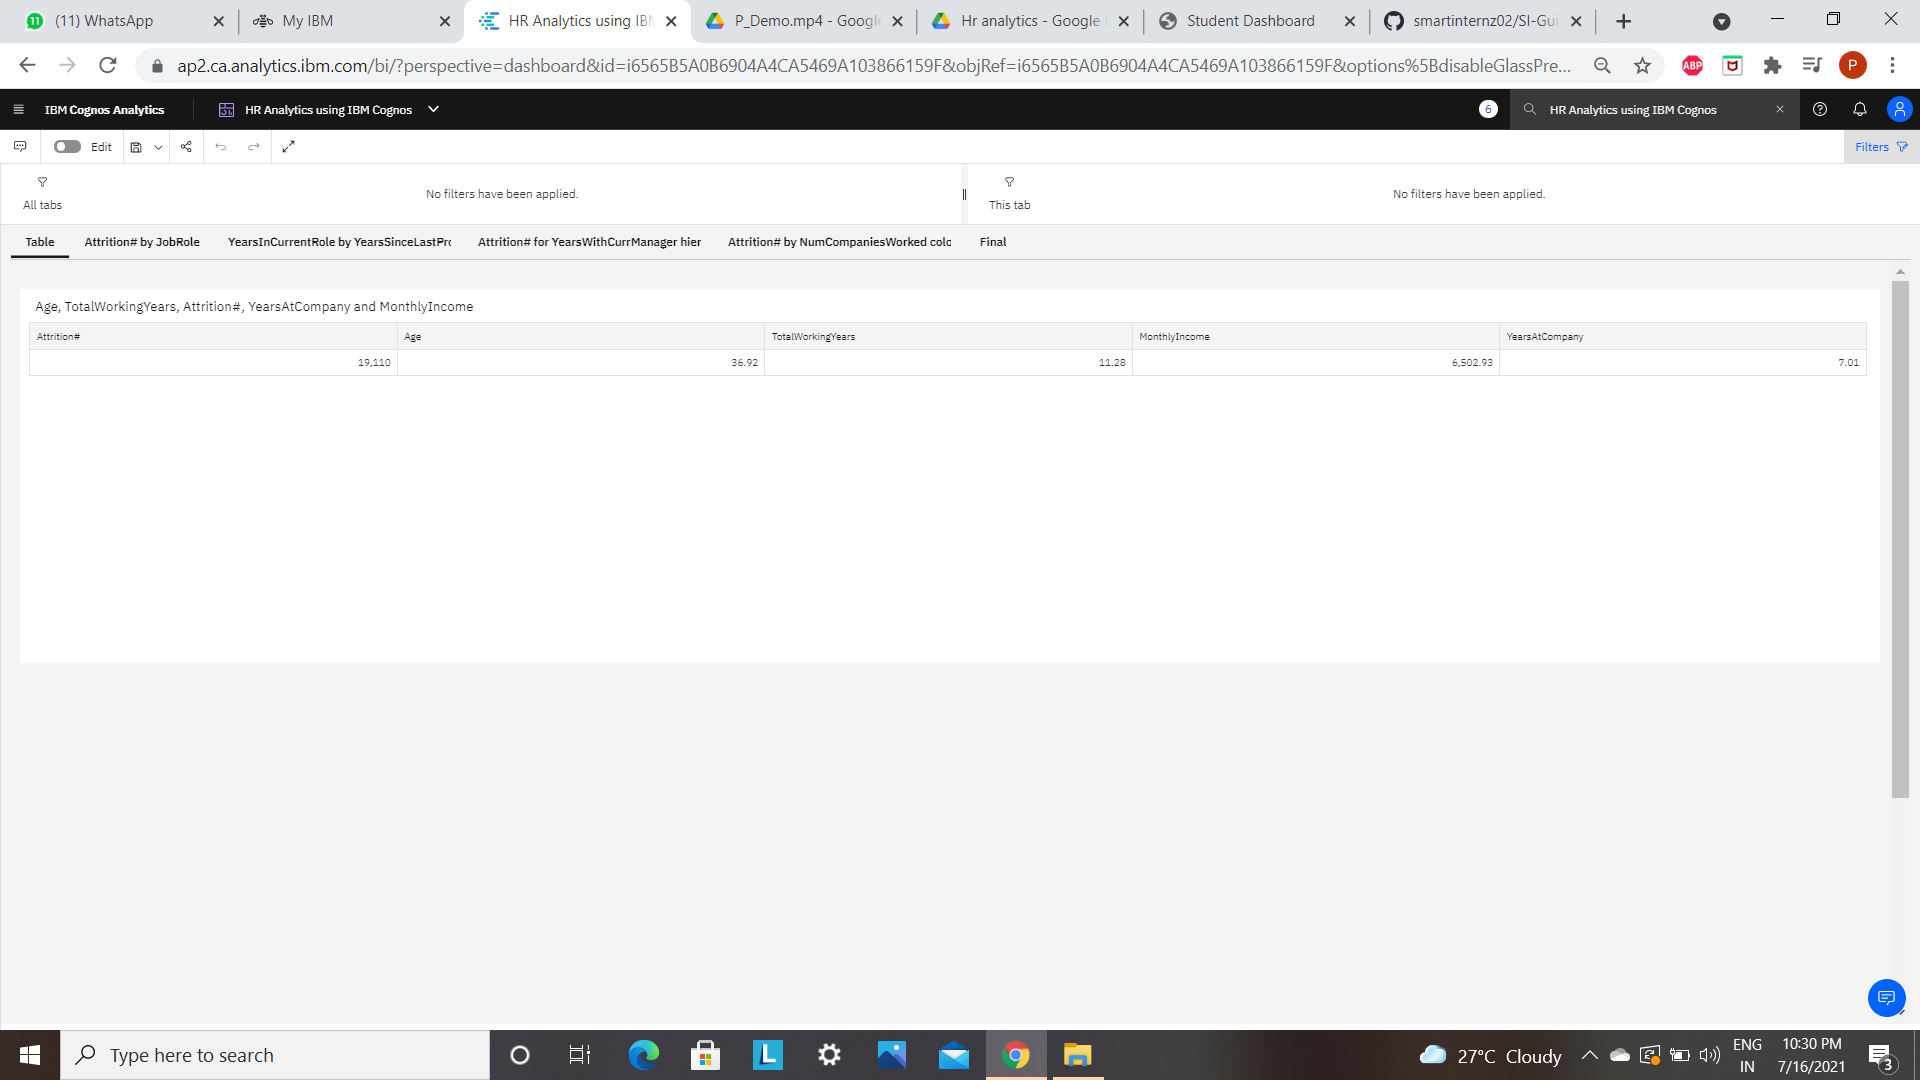 (11) WhatsApp
My IBM
HR Analytics using IBM
P_Demo.mp4 - Google
Hr analytics - Google
Student Dashboard
smartinternz02/SI-Gui
ap2.ca.analytics.ibm.com/bi/?perspective=dashboard&id=i6565B5A0B6904A4CA5469A103866159F&objRef=i6565B5A0B6904A4CA5469A103866159F&options%5BdisableGlassPre...
ABP
P
IBM Cognos Analytics
HR Analytics using IBM Cognos
6
HR Analytics using IBM Cognos
Edit
Filters
All tabs
No filters have been applied.
This tab
No filters have been applied.
Table
Attrition# by JobRole
YearsInCurrentRole by YearsSinceLastPro
Attrition# for YearsWithCurrManager hier
Attrition# by NumCompaniesWorked colo
Final
Age, TotalWorkingYears, Attrition#, YearsAtCompany and MonthlyIncome
Attrition# Age TotalWorkingYears MonthlyIncome YearsAtCompany
19,110 36.92 11.28 6,502.93 7.01
Type here to search
L
27°C Cloudy
ENG
IN
10:30 PM
7/16/2021
3